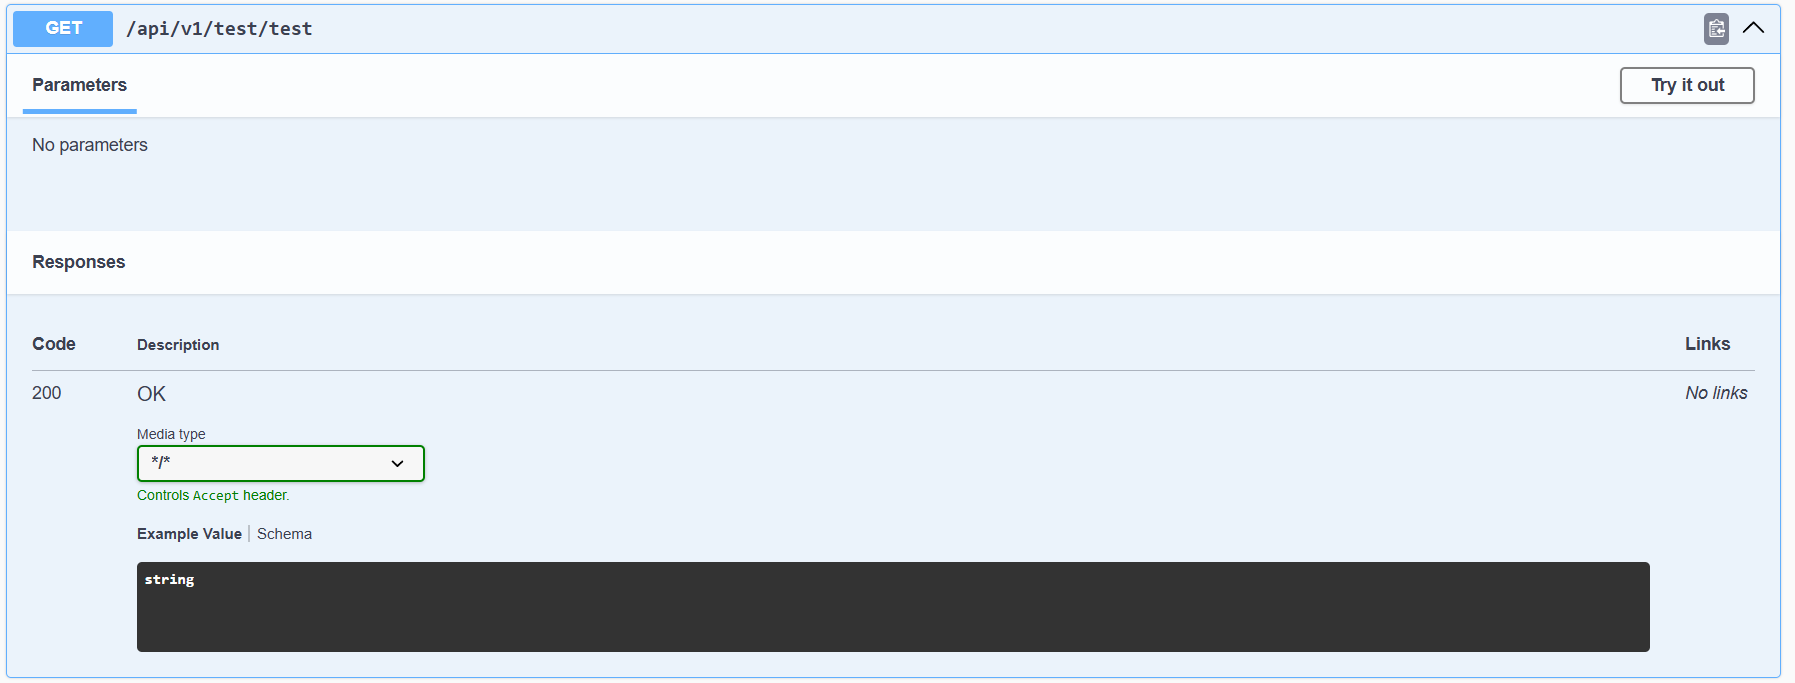 GET /api/v1/test/test
Parameters
Try it out
No parameters
Responses
Code Description Links
200 OK No links
Media type
*/*
Controls Accept header.
Example Value Schema
string